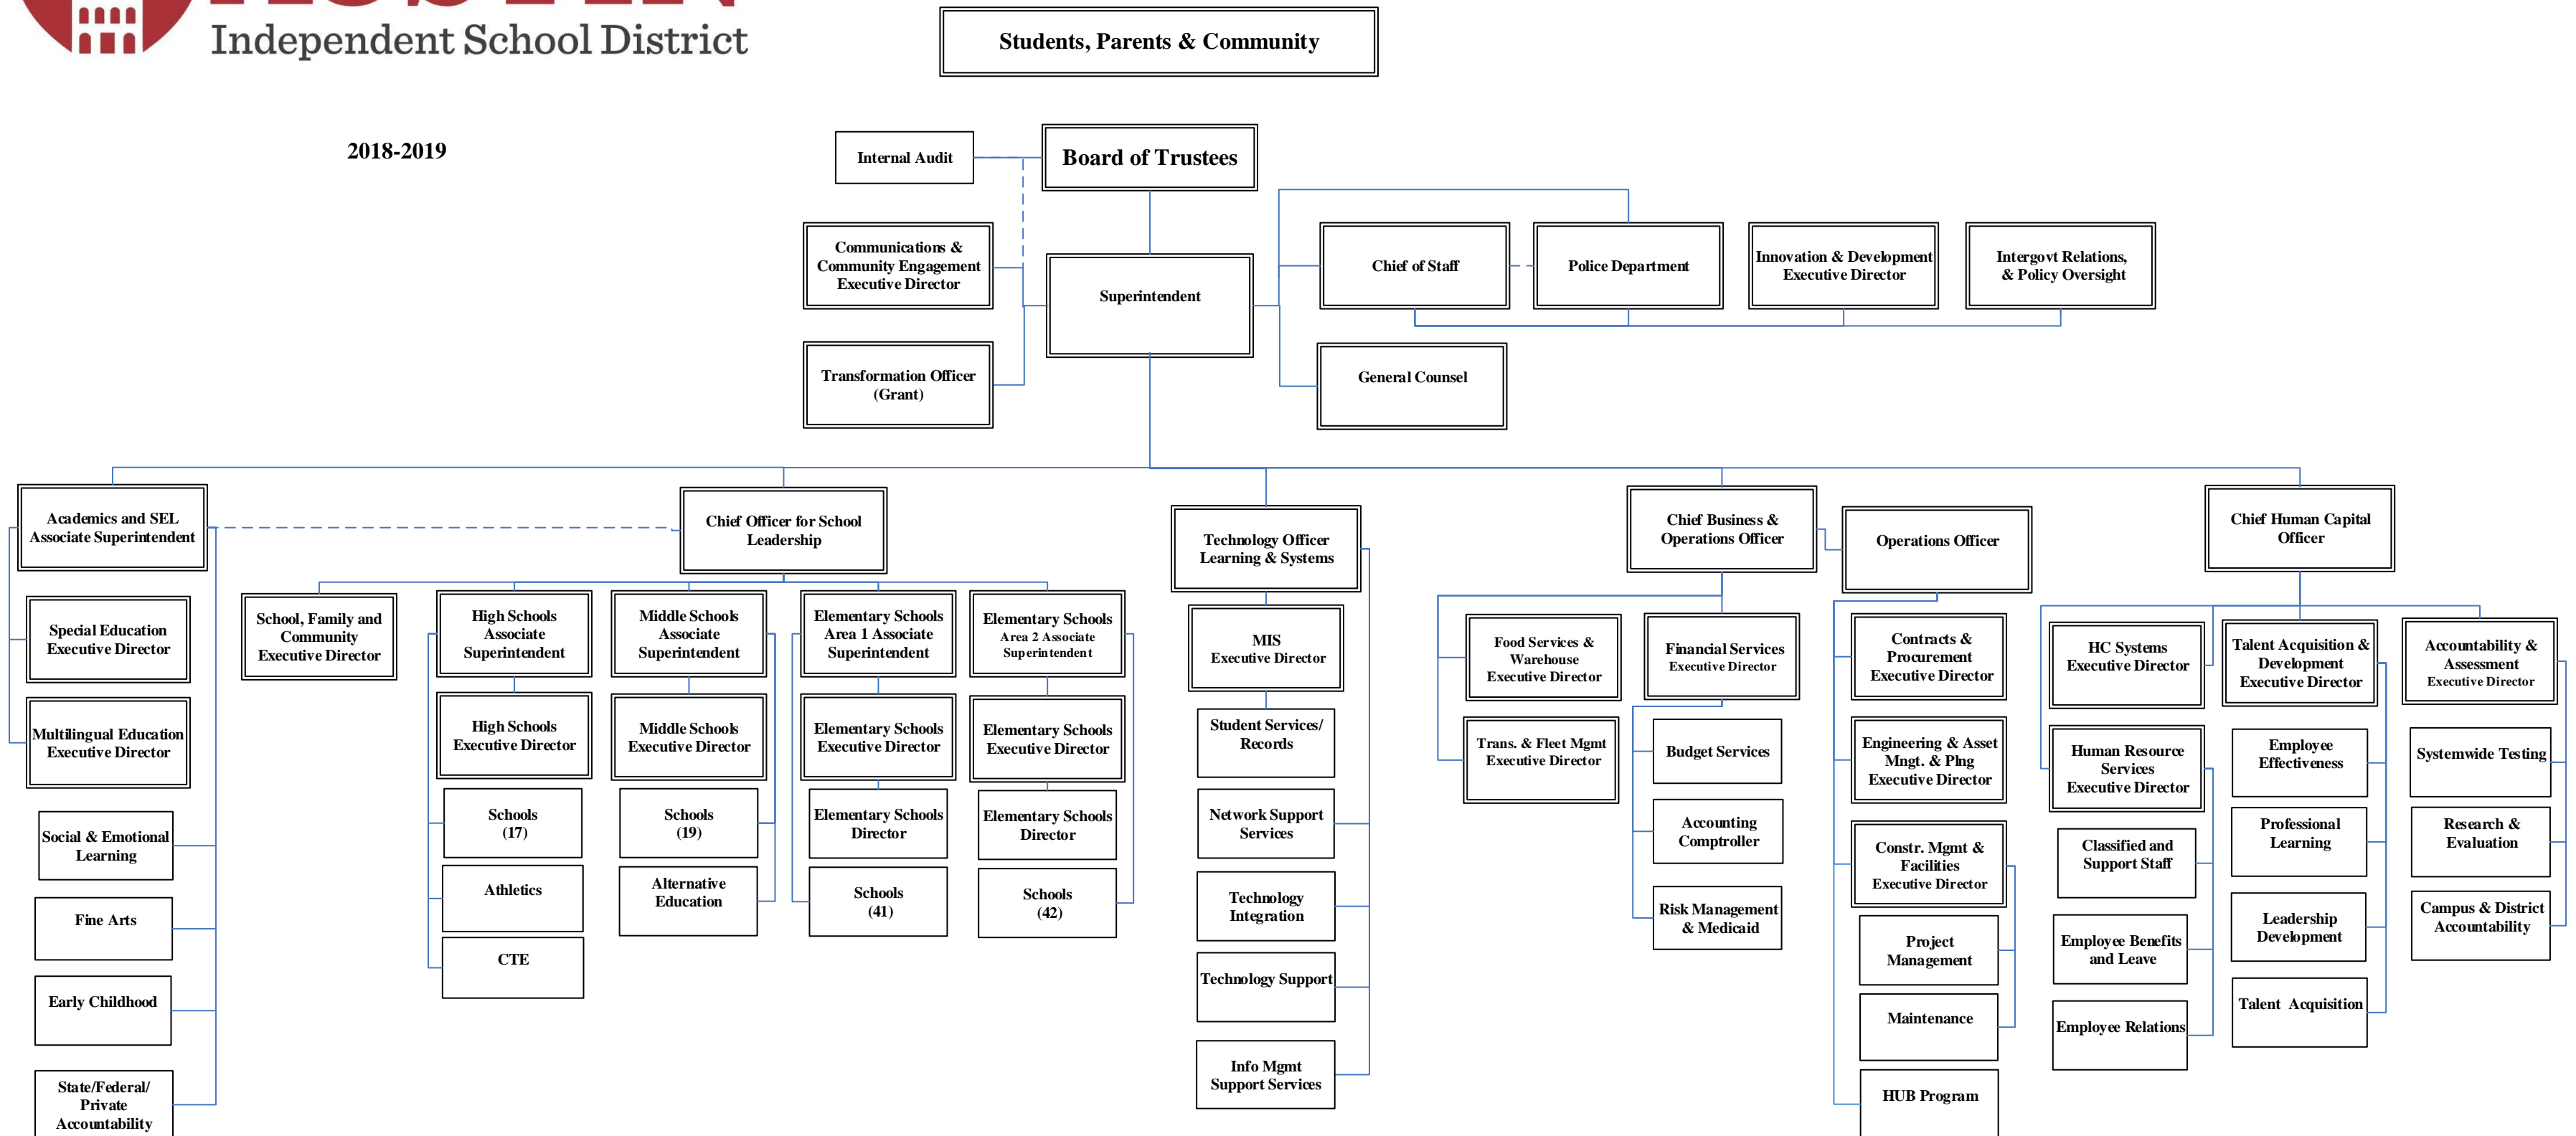 Independent School District
2018-2019
Students, Parents & Community
Internal Audit
Board of Trustees
Communications &
Community Engagement
Executive Director
Superintendent
Chief of Staff
Police Department
Innovation & Development
Executive Director
Intergovt Relations,
& Policy Oversight
Transformation Officer
(Grant)
General Counsel
Academics and SEL
Associate Superintendent
Chief Officer for School
Leadership
Technology Officer
Learning & Systems
Chief Business &
Operations Officer
Operations Officer
Chief Human Capital
Officer
Special Education
Executive Director
Multilingual Education
Executive Director
Social & Emotional
Learning
Fine Arts
Early Childhood
State/Federal/
Private
Accountability
School, Family and
Community
Executive Director
High Schools
Associate
Superintendent
High Schools
Executive Director
Schools
(17)
Athletics
CTE
Middle Schools
Associate
Superintendent
Middle Schools
Executive Director
Schools
(19)
Alternative
Education
Elementary Schools
Area 1 Associate
Superintendent
Elementary Schools
Executive Director
Elementary Schools
Director
Schools
(41)
Elementary Schools
Area 2 Associate
Superintendent
Elementary Schools
Executive Director
Elementary Schools
Director
Schools
(42)
MIS
Executive Director
Student Services/
Records
Network Support
Services
Technology
Integration
Technology Support
Info Mgmt
Support Services
Food Services &
Warehouse
Executive Director
Trans. & Fleet Mgmt
Executive Director
Financial Services
Executive Director
Budget Services
Accounting
Comptroller
Risk Management
& Medicaid
Contracts &
Procurement
Executive Director
Engineering & Asset
Mngt. & Plng
Executive Director
Constr. Mgmt &
Facilities
Executive Director
Project
Management
Maintenance
HUB Program
HC Systems
Executive Director
Human Resource
Services
Executive Director
Classified and
Support Staff
Employee Benefits
and Leave
Employee Relations
Talent Acquisition &
Development
Executive Director
Employee
Effectiveness
Professional
Learning
Leadership
Development
Talent Acquisition
Accountability &
Assessment
Executive Director
Systemwide Testing
Research &
Evaluation
Campus & District
Accountability